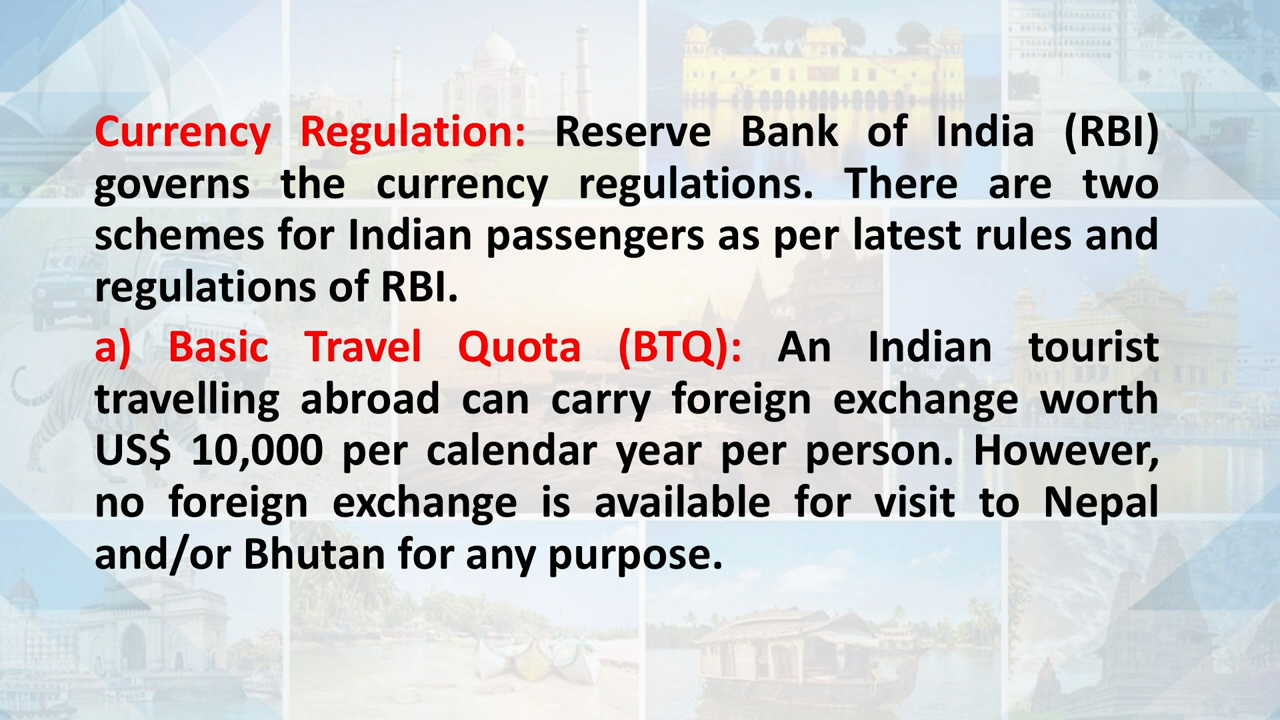 Currency Regulation: Reserve Bank of India (RBI)
governs the currency regulations. There are two
schemes for Indian passengers as per latest rules and
regulations of RBI.
a) Basic Travel Quota (BTQ): An Indian tourist
travelling abroad can carry foreign exchange worth
US$ 10,000 per calendar year per person. However,
no foreign exchange is available for visit to Nepal
and/or Bhutan for any purpose.